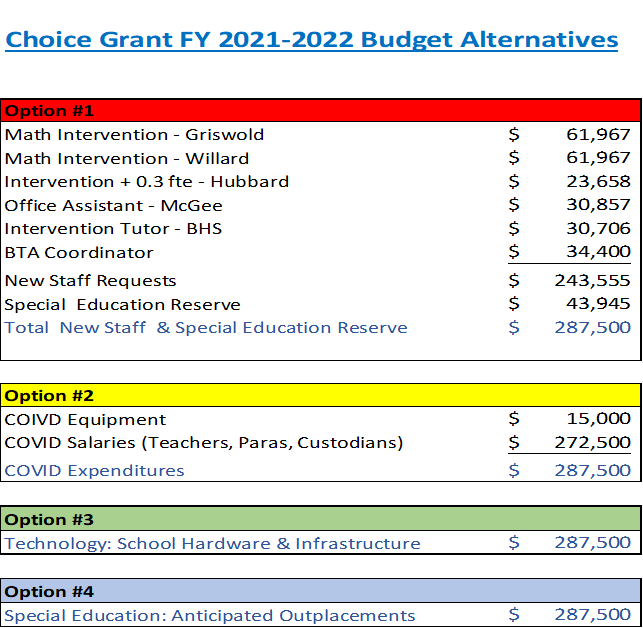 Choice Grant FY 2021-2022 Budget Alternatives
Option #1
Math Intervention - Griswold $ 61,967
Math Intervention - Willard $ 61,967
Intervention + 0.3 fte - Hubbard $ 23,658
Office Assistant - McGee $ 30,857
Intervention Tutor - BHS $ 30,706
BTA Coordinator $ 34,400
New Staff Requests $ 243,555
Special Education Reserve $ 43,945
Total New Staff & Special Education Reserve $ 287,500
Option #2
COIVD Equipment $ 15,000
COVID Salaries (Teachers, Paras, Custodians) $ 272,500
COVID Expenditures $ 287,500
Option #3
Technology: School Hardware & Infrastructure $ 287,500
Option #4
Special Education: Anticipated Outplacements $ 287,500